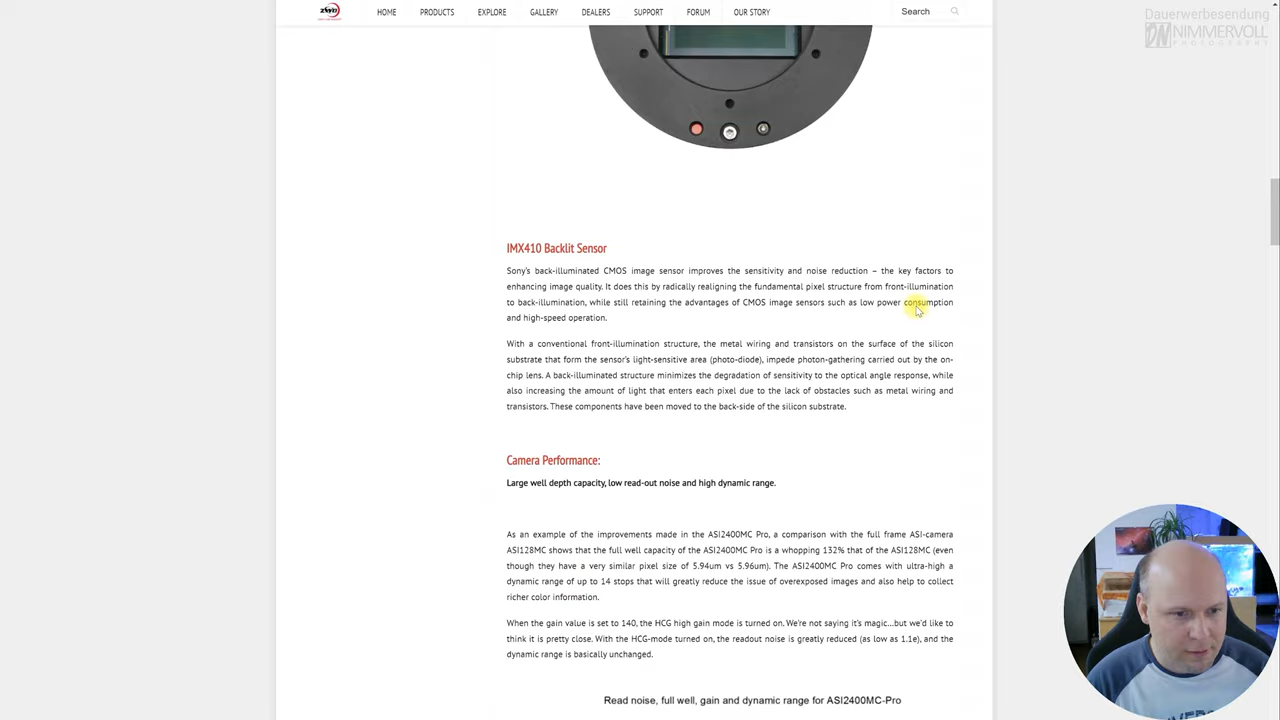 ZWO
HOME
PRODUCTS
EXPLORE
GALLERY
DEALERS
SUPPORT
FORUM
OUR STORY
Search
Dauerwerbesendung
NIMMERVOLL
PHOTOGRAPHY
IMX410 Backlit Sensor
Sony's back-illuminated CMOS image sensor improves the sensitivity and noise reduction – the key factors to
enhancing image quality. It does this by radically realigning the fundamental pixel structure from front-illumination
to back-illumination, while still retaining the advantages of CMOS image sensors such as low power consumption
and high-speed operation.
With a conventional front-illumination structure, the metal wiring and transistors on the surface of the silicon
substrate that form the sensor's light-sensitive area (photo-diode), impede photon-gathering carried out by the on-
chip lens. A back-illuminated structure minimizes the degradation of sensitivity to the optical angle response, while
also increasing the amount of light that enters each pixel due to the lack of obstacles such as metal wiring and
transistors. These components have been moved to the back-side of the silicon substrate.
Camera Performance:
Large well depth capacity, low read-out noise and high dynamic range.
As an example of the improvements made in the ASI2400MC Pro, a comparison with the full frame ASI-camera
ASI128MC shows that the full well capacity of the ASI2400MC Pro is a whopping 132% that of the ASI128MC (even
though they have a very similar pixel size of 5.94um vs 5.96um). The ASI2400MC Pro comes with ultra-high a
dynamic range of up to 14 stops that will greatly reduce the issue of overexposed images and also help to collect
richer color information.
When the gain value is set to 140, the HCG high gain mode is turned on. We're not saying it's magic…but we'd like to
think it is pretty close. With the HCG-mode turned on, the readout noise is greatly reduced (as low as 1.1e), and the
dynamic range is basically unchanged.
Read noise, full well, gain and dynamic range for ASI2400MC-Pro